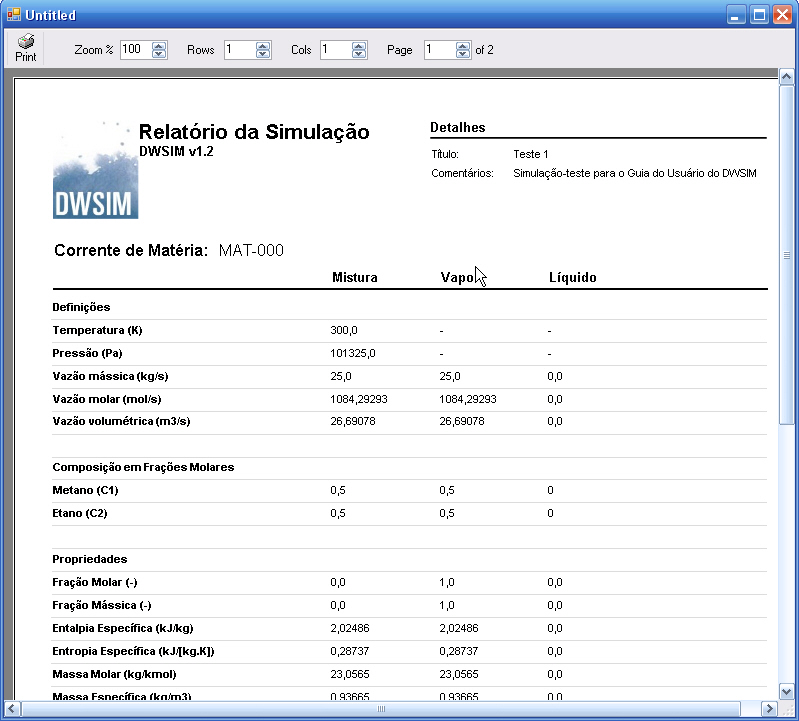 Untitled
Print Zoom % 100 Rows 1 Cols 1 Page 1 of 2
Relatório da Simulação
DWSIM v1.2
DWSIM
Detalhes
Título: Teste 1
Comentários: Simulação-teste para o Guia do Usuário do DWSIM
Corrente de Matéria: MAT-000
Mistura Vapo Líquido
Definições
Temperatura (K) 300,0 - -
Pressão (Pa) 101325,0 - -
Vazão mássica (kg/s) 25,0 25,0 0,0
Vazão molar (mol/s) 1084,29293 1084,29293 0,0
Vazão volumétrica (m3/s) 26,69078 26,69078 0,0
Composição em Frações Molares
Metano (C1) 0,5 0,5 0
Etano (C2) 0,5 0,5 0
Propriedades
Fração Molar (-) 0,0 1,0 0,0
Fração Mássica (-) 0,0 1,0 0,0
Entalpia Específica (kJ/kg) 2,02486 2,02486 0,0
Entropia Específica (kJ/[kg.K]) 0,28737 0,28737 0,0
Massa Molar (kg/kmol) 23,0565 23,0565 0,0
Massa Específica (kg/m3) 0,93665 0,93665 0,0